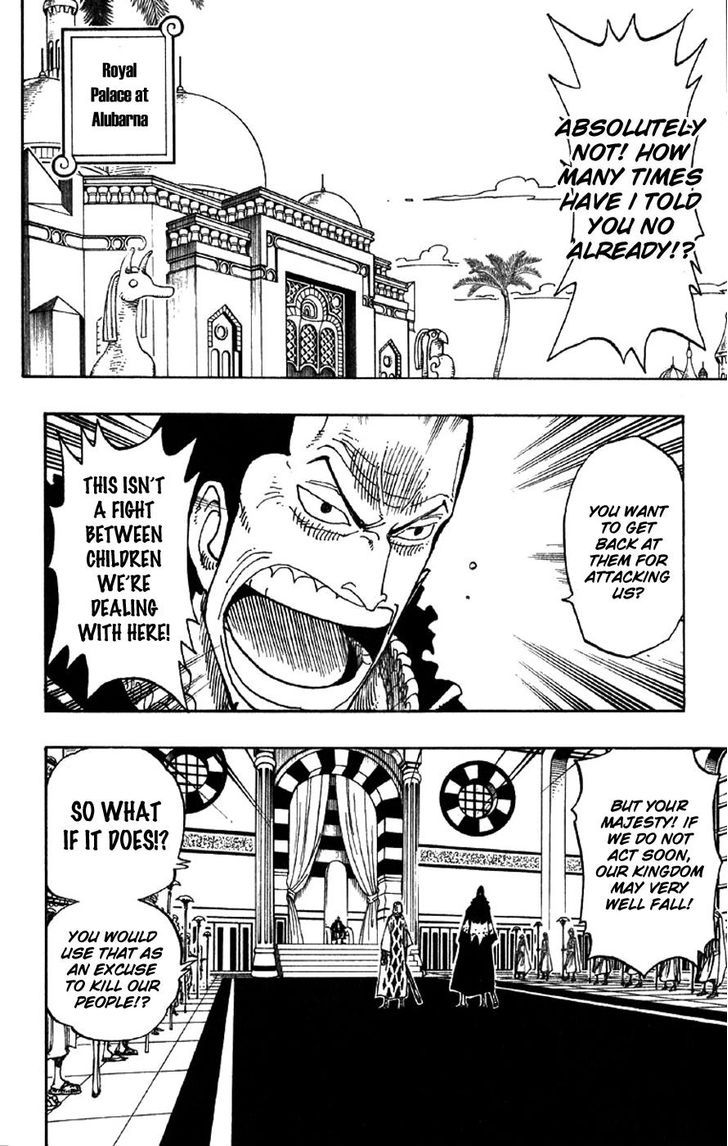 ABSOLUTELY
NOT! HOW
MANY TIMES
HAVE I TOLD
YOU NO
ALREADY!?
Royal
Palace at
Alubarna
YOU WANT
TO GET
BACK AT
THEM FOR
ATTACKING
US?
THIS ISN'T
A FIGHT
BETWEEN
CHILDREN
WE'RE
DEALING
WITH HERE!
BUT YOUR
MAJESTY! IF
WE DO NOT
ACT SOON,
OUR KINGDOM
MAY VERY
WELL FALL!
SO WHAT
IF IT DOES!?
YOU WOULD
USE THAT AS
AN EXCUSE
TO KILL OUR
PEOPLE!?